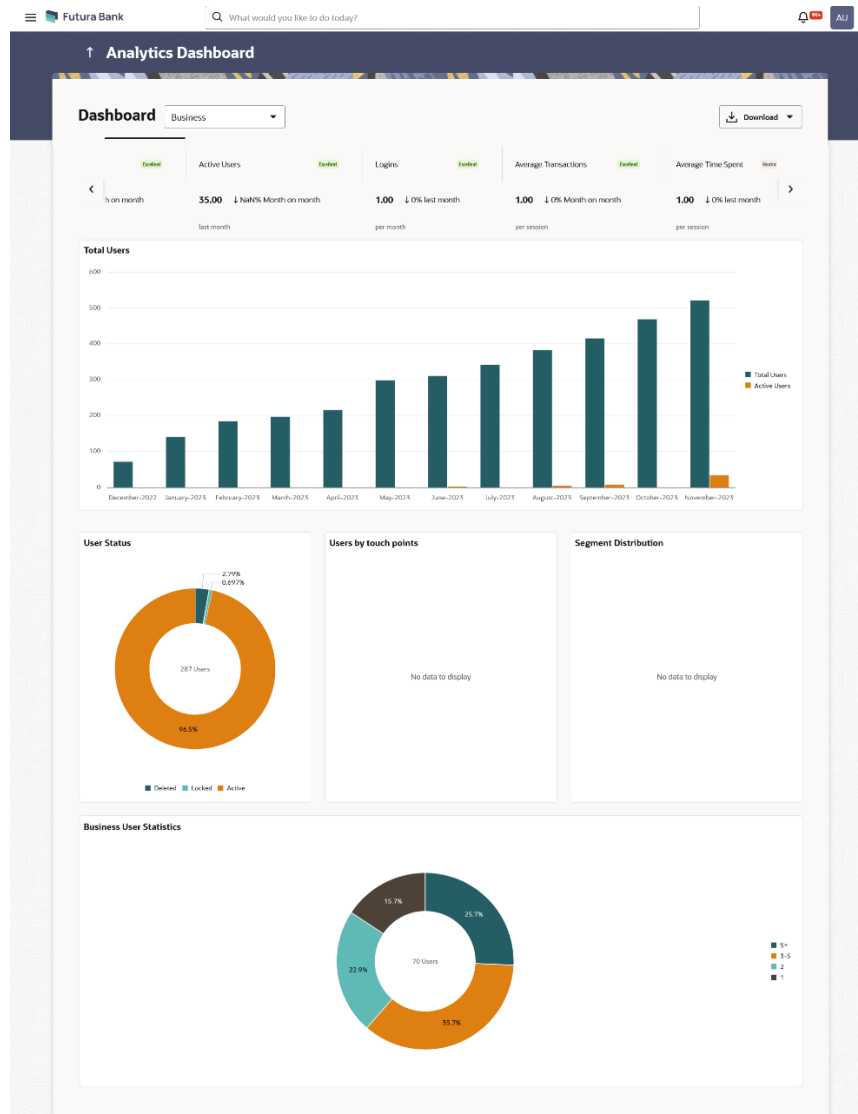 Futura Bank
What would you like to do today?
99+
AU
↑ Analytics Dashboard
Dashboard
Business
Download
Excellent
Active Users
Excellent
Logins
Excellent
Average Transactions
Excellent
Average Time Spent
h on month
35.00 ↓ NaN% Month on month
1.00 ↓ 0% last month
1.00 ↓ 0% Month on month
1.00 ↓ 0% last month
last month
per month
per session
per session
Total Users
600
500
400
300
200
100
0
December-2022 January-2023 February-2023 March-2023 April-2023 May-2023 June-2023 July-2023 August-2023 September-2023 October-2023 November-2023
Total Users
Active Users
User Status
2.79%
0.697%
287 Users
96.5%
Deleted Locked Active
Users by touch points
No data to display
Segment Distribution
No data to display
Business User Statistics
15.7%
25.7%
70 Users
22.9%
35.7%
5+
3-5
2
1